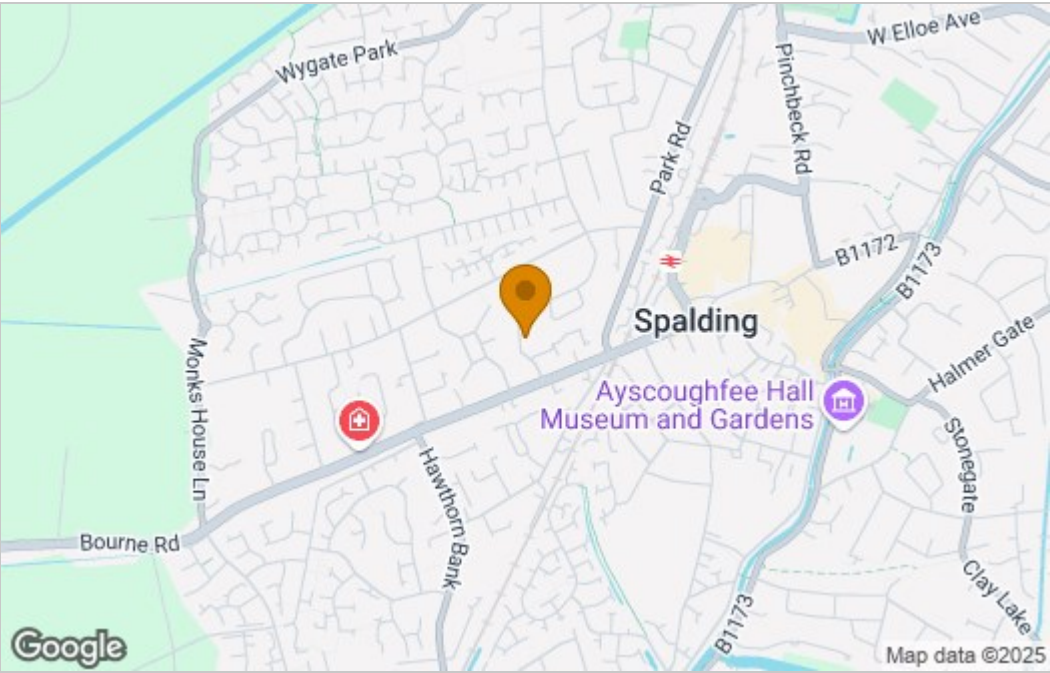 Wygate Park
W Elloe Ave
Pinchbeck Rd
Park Rd
B1172
B1173
Spalding
Halmer Gate
Monks House Ln
Ayscoughfee Hall
Museum and Gardens
Stonegate
Hawthorn Bank
Bourne Rd
Clay Lake
B1173
Google
Map data ©2025